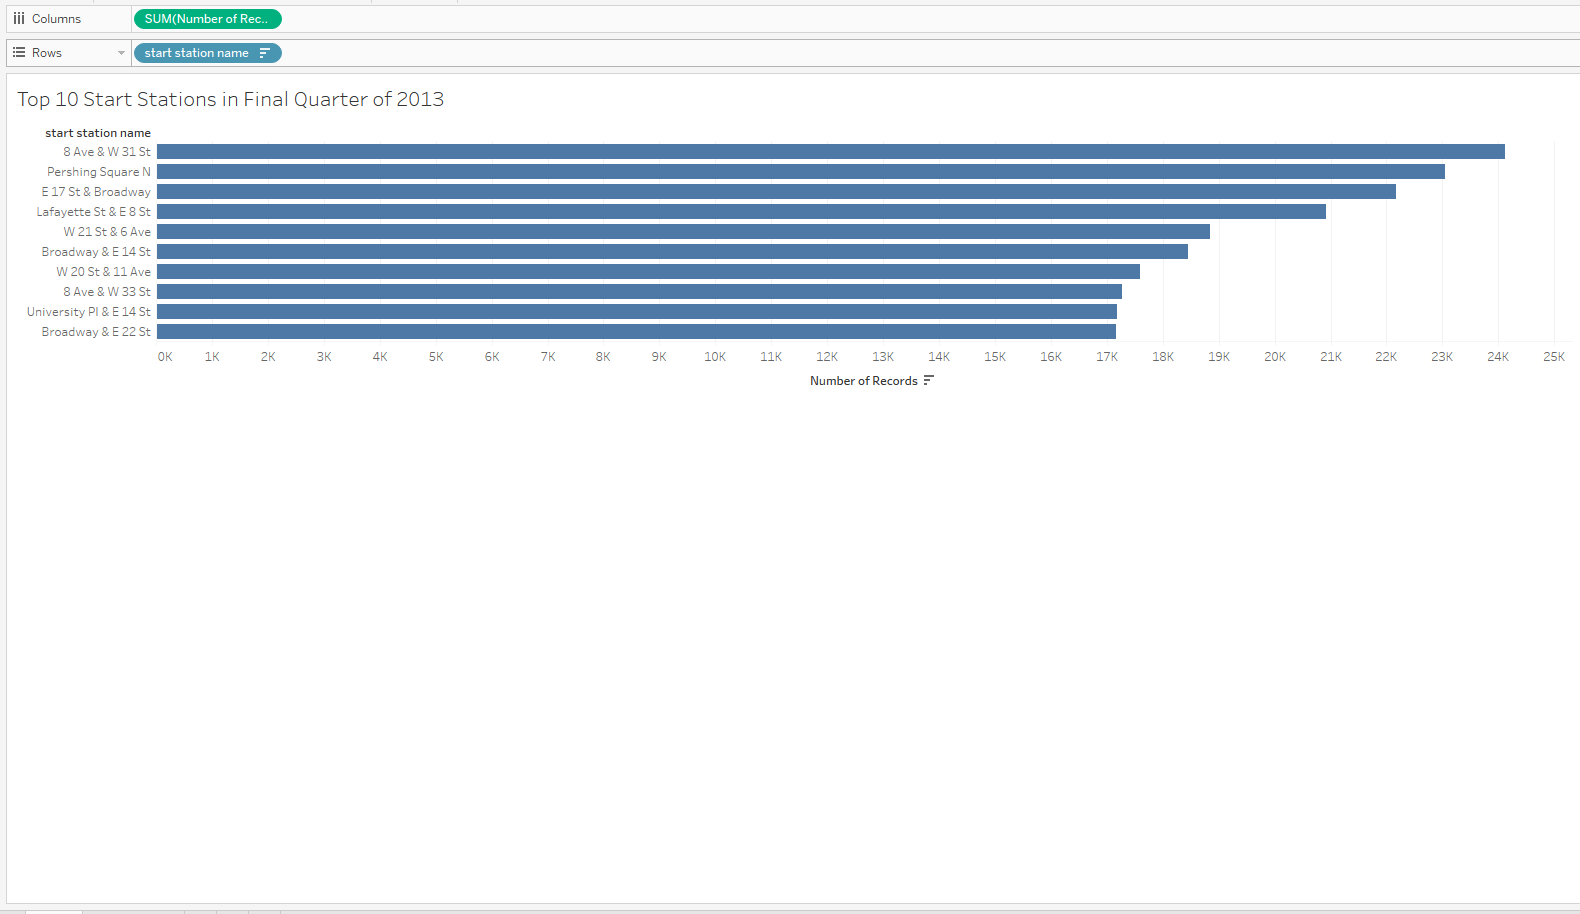 Columns
SUM(Number of Rec..
Rows
start station name
Top 10 Start Stations in Final Quarter of 2013
start station name
8 Ave & W 31 St
Pershing Square N
E 17 St & Broadway
Lafayette St & E 8 St
W 21 St & 6 Ave
Broadway & E 14 St
W 20 St & 11 Ave
8 Ave & W 33 St
University Pl & E 14 St
Broadway & E 22 St
0K 1K 2K 3K 4K 5K 6K 7K 8K 9K 10K 11K 12K 13K 14K 15K 16K 17K 18K 19K 20K 21K 22K 23K 24K 25K
Number of Records